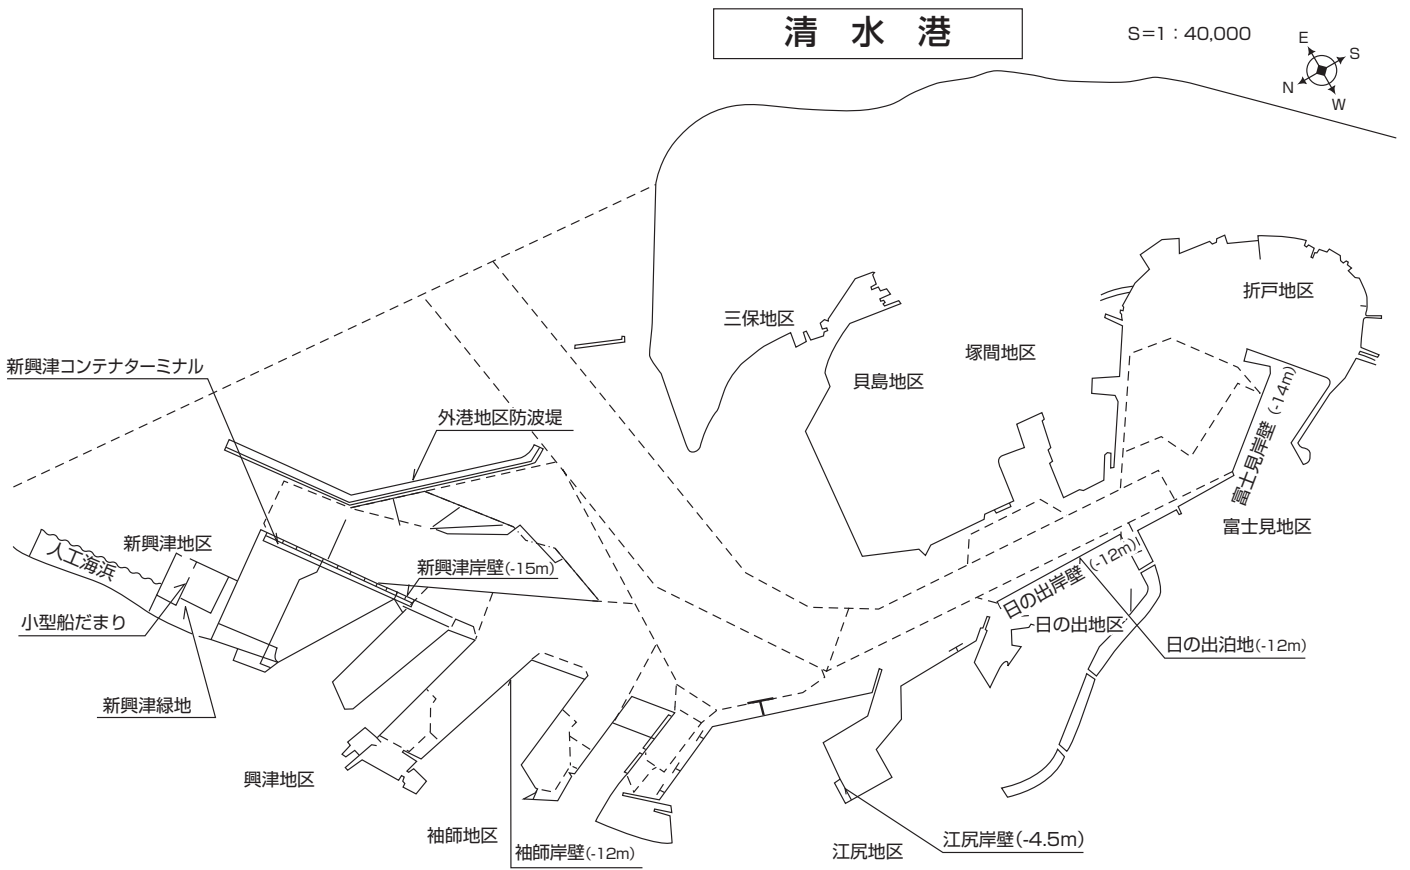 清水港
S=1：40,000
E
S
N
W
折戸地区
三保地区
塚間地区
貝島地区
新興津コンテナターミナル
外港地区防波堤
富士見岸壁(-14m)
富士見地区
新興津地区
人工海浜
新興津岸壁(-15m)
日の出岸壁(-12m)
小型船だまり
日の出地区
日の出泊地(-12m)
新興津緑地
興津地区
袖師地区
袖師岸壁(-12m)
江尻地区
江尻岸壁(-4.5m)